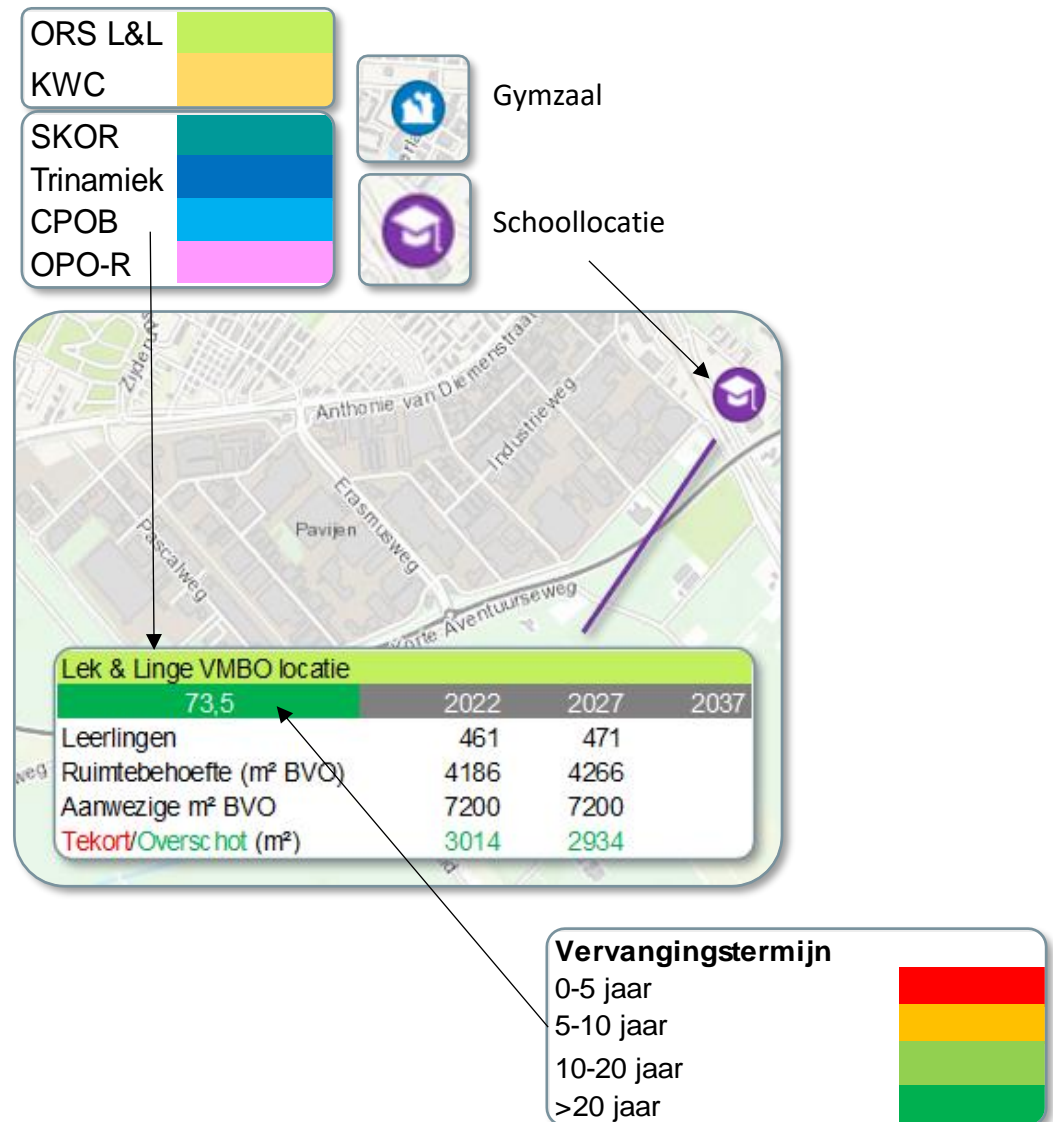 ORS L&L
KWC
SKOR
Trinamiek
CPOB
OPO-R
Gymzaal
Schoollocatie
Anthonie van Diemenstraat
Industrieweg
Erasmusweg
Pavijen
Pascalweg
Korte Aventuurseweg
weg
Lek & Linge VMBO locatie
73,5 2022 2027 2037
Leerlingen 461 471
Ruimtebehoefte (m² BVO) 4186 4266
Aanwezige m² BVO 7200 7200
Tekort/Overschot (m²) 3014 2934
Vervangingstermijn
0-5 jaar
5-10 jaar
10-20 jaar
>20 jaar